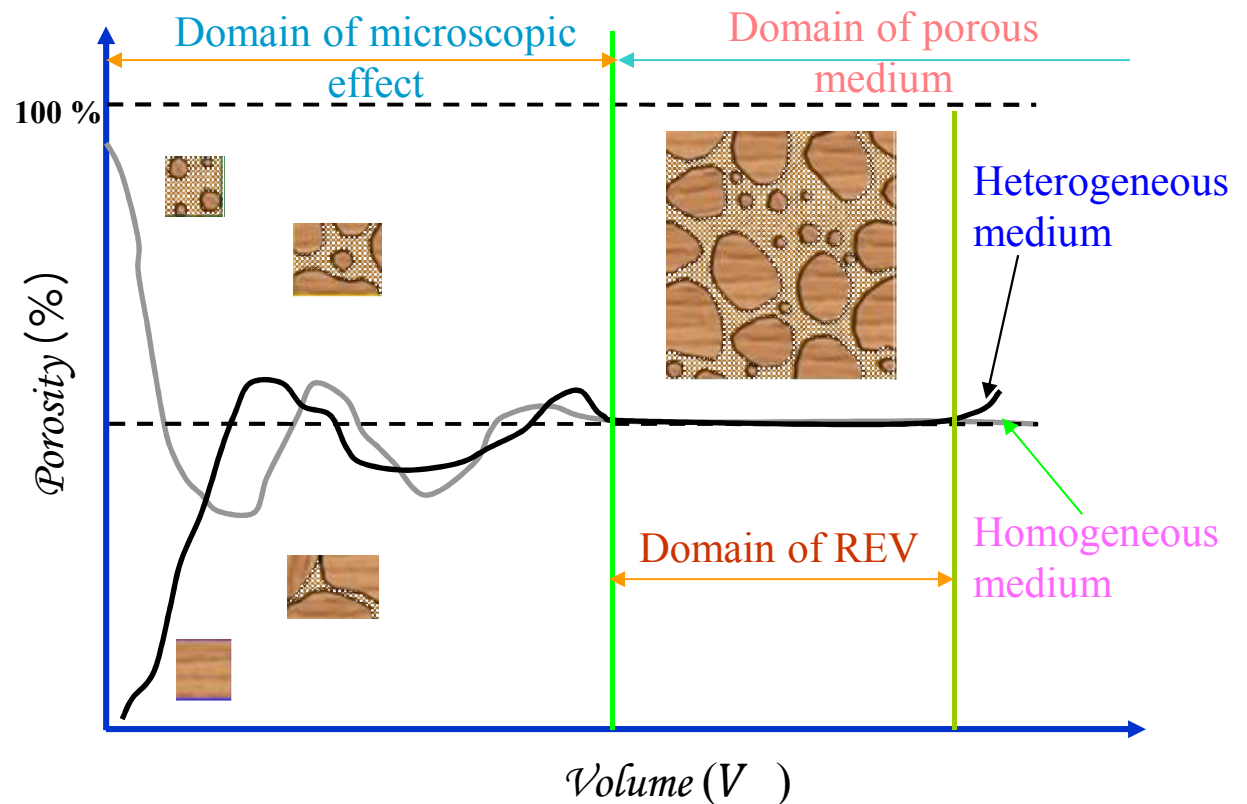 Domain of microscopic
effect
Domain of porous
medium
100 %
Heterogeneous
medium
Porosity (%)
Domain of REV
Homogeneous
medium
Volume (V )